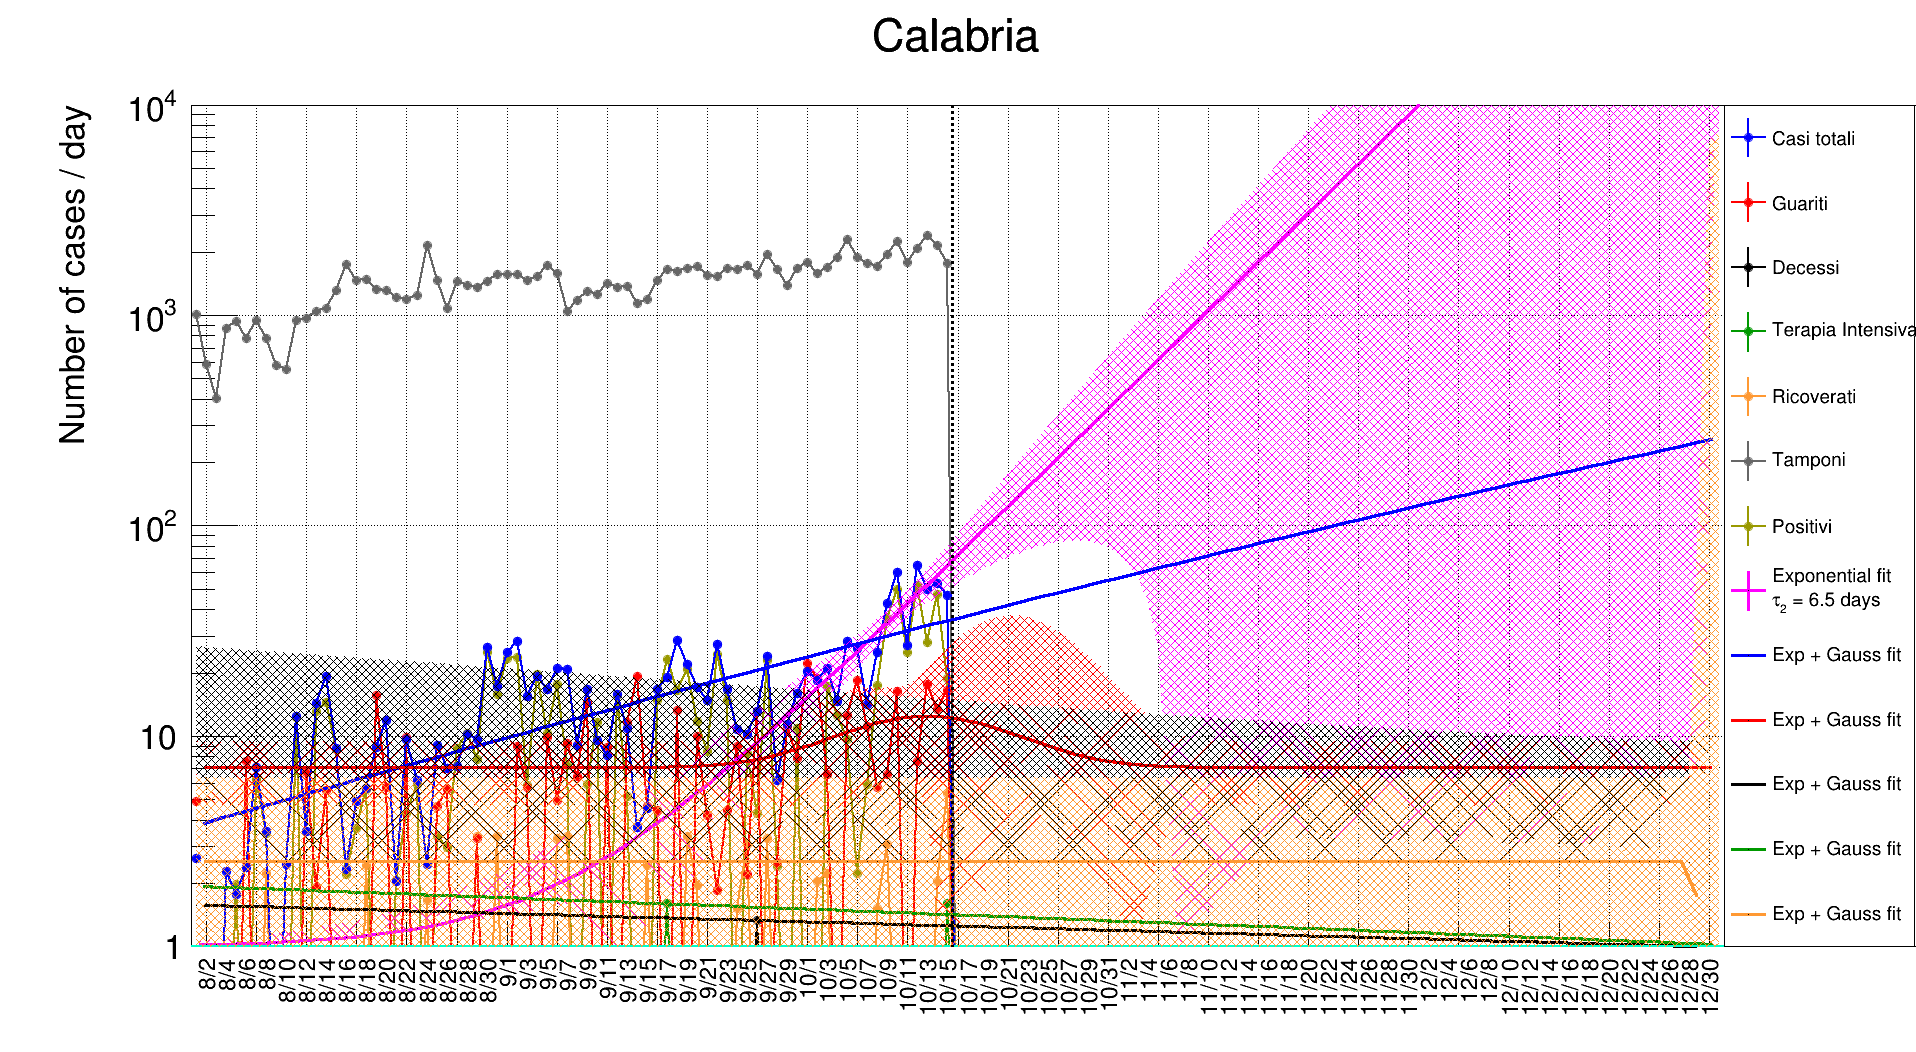 Calabria
Number of cases / day
10⁴
10³
10²
10
1
8/2 8/4 8/6 8/8 8/10 8/12 8/14 8/16 8/18 8/20 8/22 8/24 8/26 8/28 8/30 9/1 9/3 9/5 9/7 9/9 9/11 9/13 9/15 9/17 9/19 9/21 9/23 9/25 9/27 9/29 10/1 10/3 10/5 10/7 10/9 10/11 10/13 10/15 10/17 10/19 10/21 10/23 10/25 10/27 10/29 10/31 11/2 11/4 11/6 11/8 11/10 11/12 11/14 11/16 11/18 11/20 11/22 11/24 11/26 11/28 11/30 12/2 12/4 12/6 12/8 12/10 12/12 12/14 12/16 12/18 12/20 12/22 12/24 12/26 12/28 12/30
Casi totali
Guariti
Decessi
Terapia Intensiva
Ricoverati
Tamponi
Positivi
Exponential fit
τ₂ = 6.5 days
Exp + Gauss fit
Exp + Gauss fit
Exp + Gauss fit
Exp + Gauss fit
Exp + Gauss fit